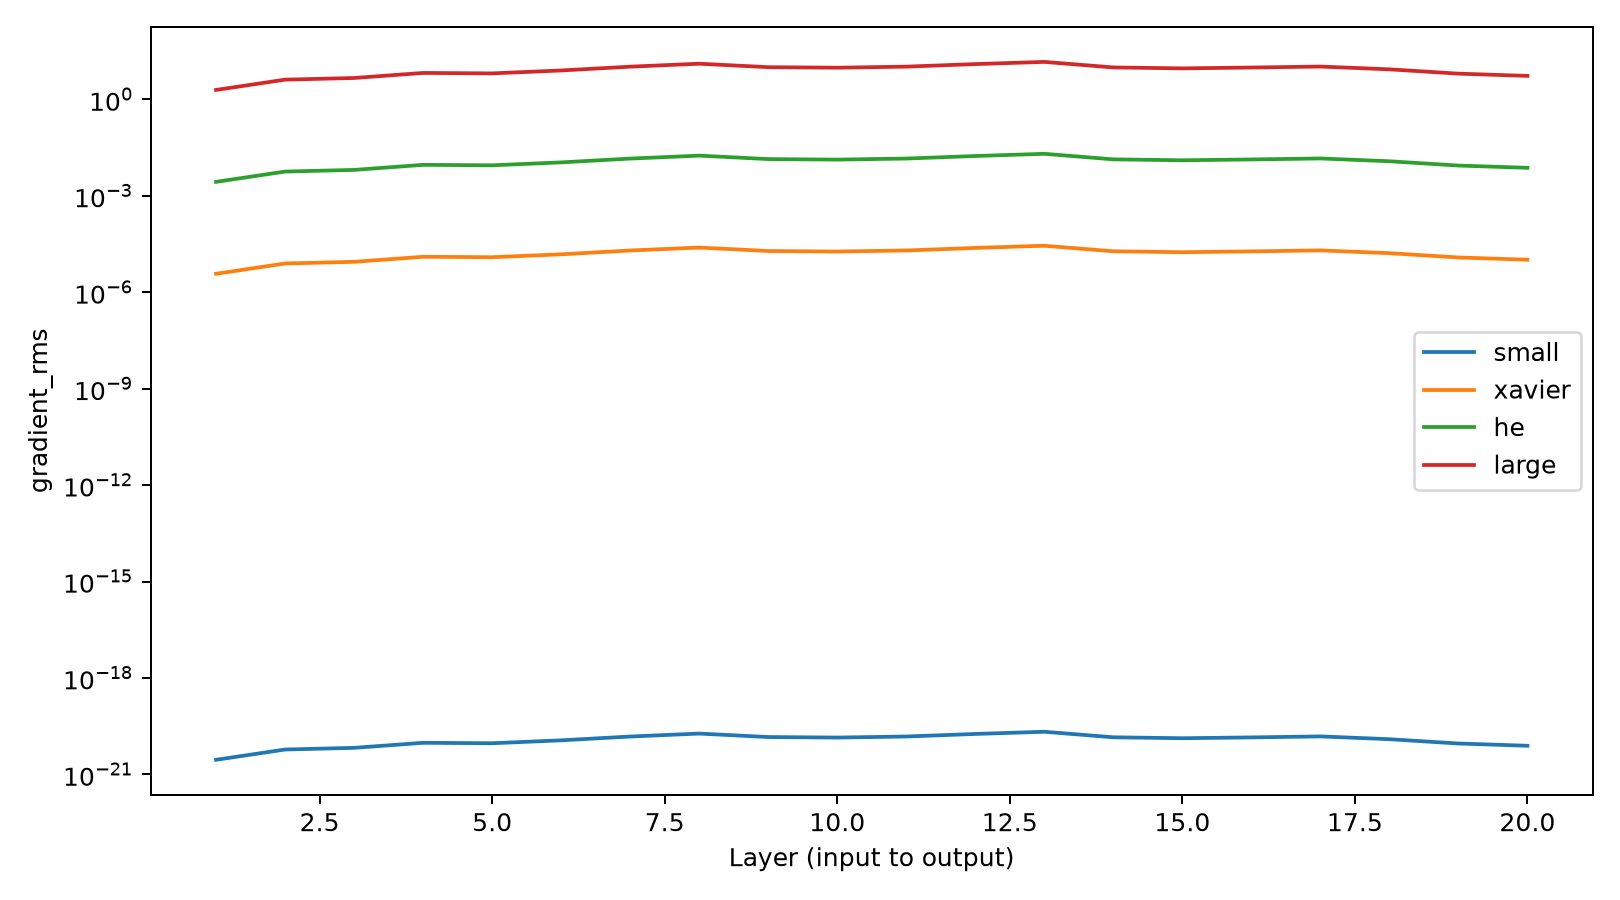 10⁰
10⁻³
10⁻⁶
10⁻⁹
10⁻¹²
10⁻¹⁵
10⁻¹⁸
10⁻²¹
gradient_rms
small
xavier
he
large
2.5 5.0 7.5 10.0 12.5 15.0 17.5 20.0
Layer (input to output)